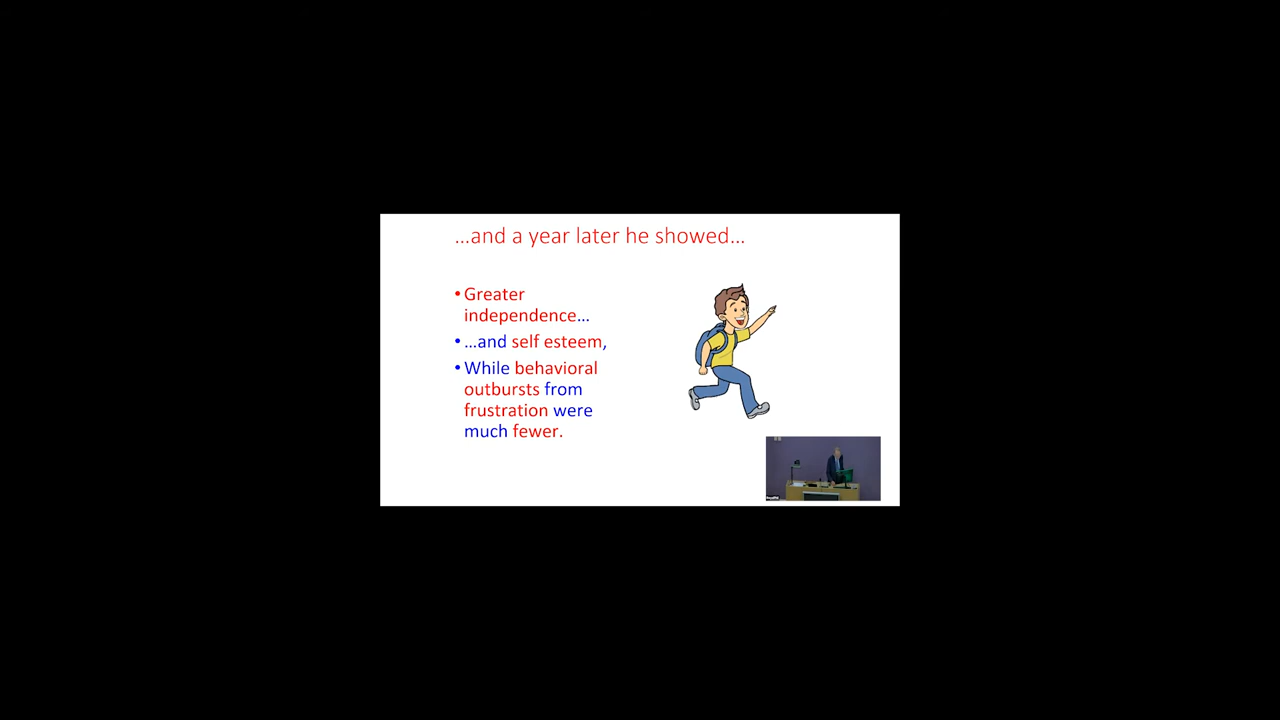 …and a year later he showed…
• Greater
independence…
• …and self esteem,
• While behavioral
outbursts from
frustration were
much fewer.